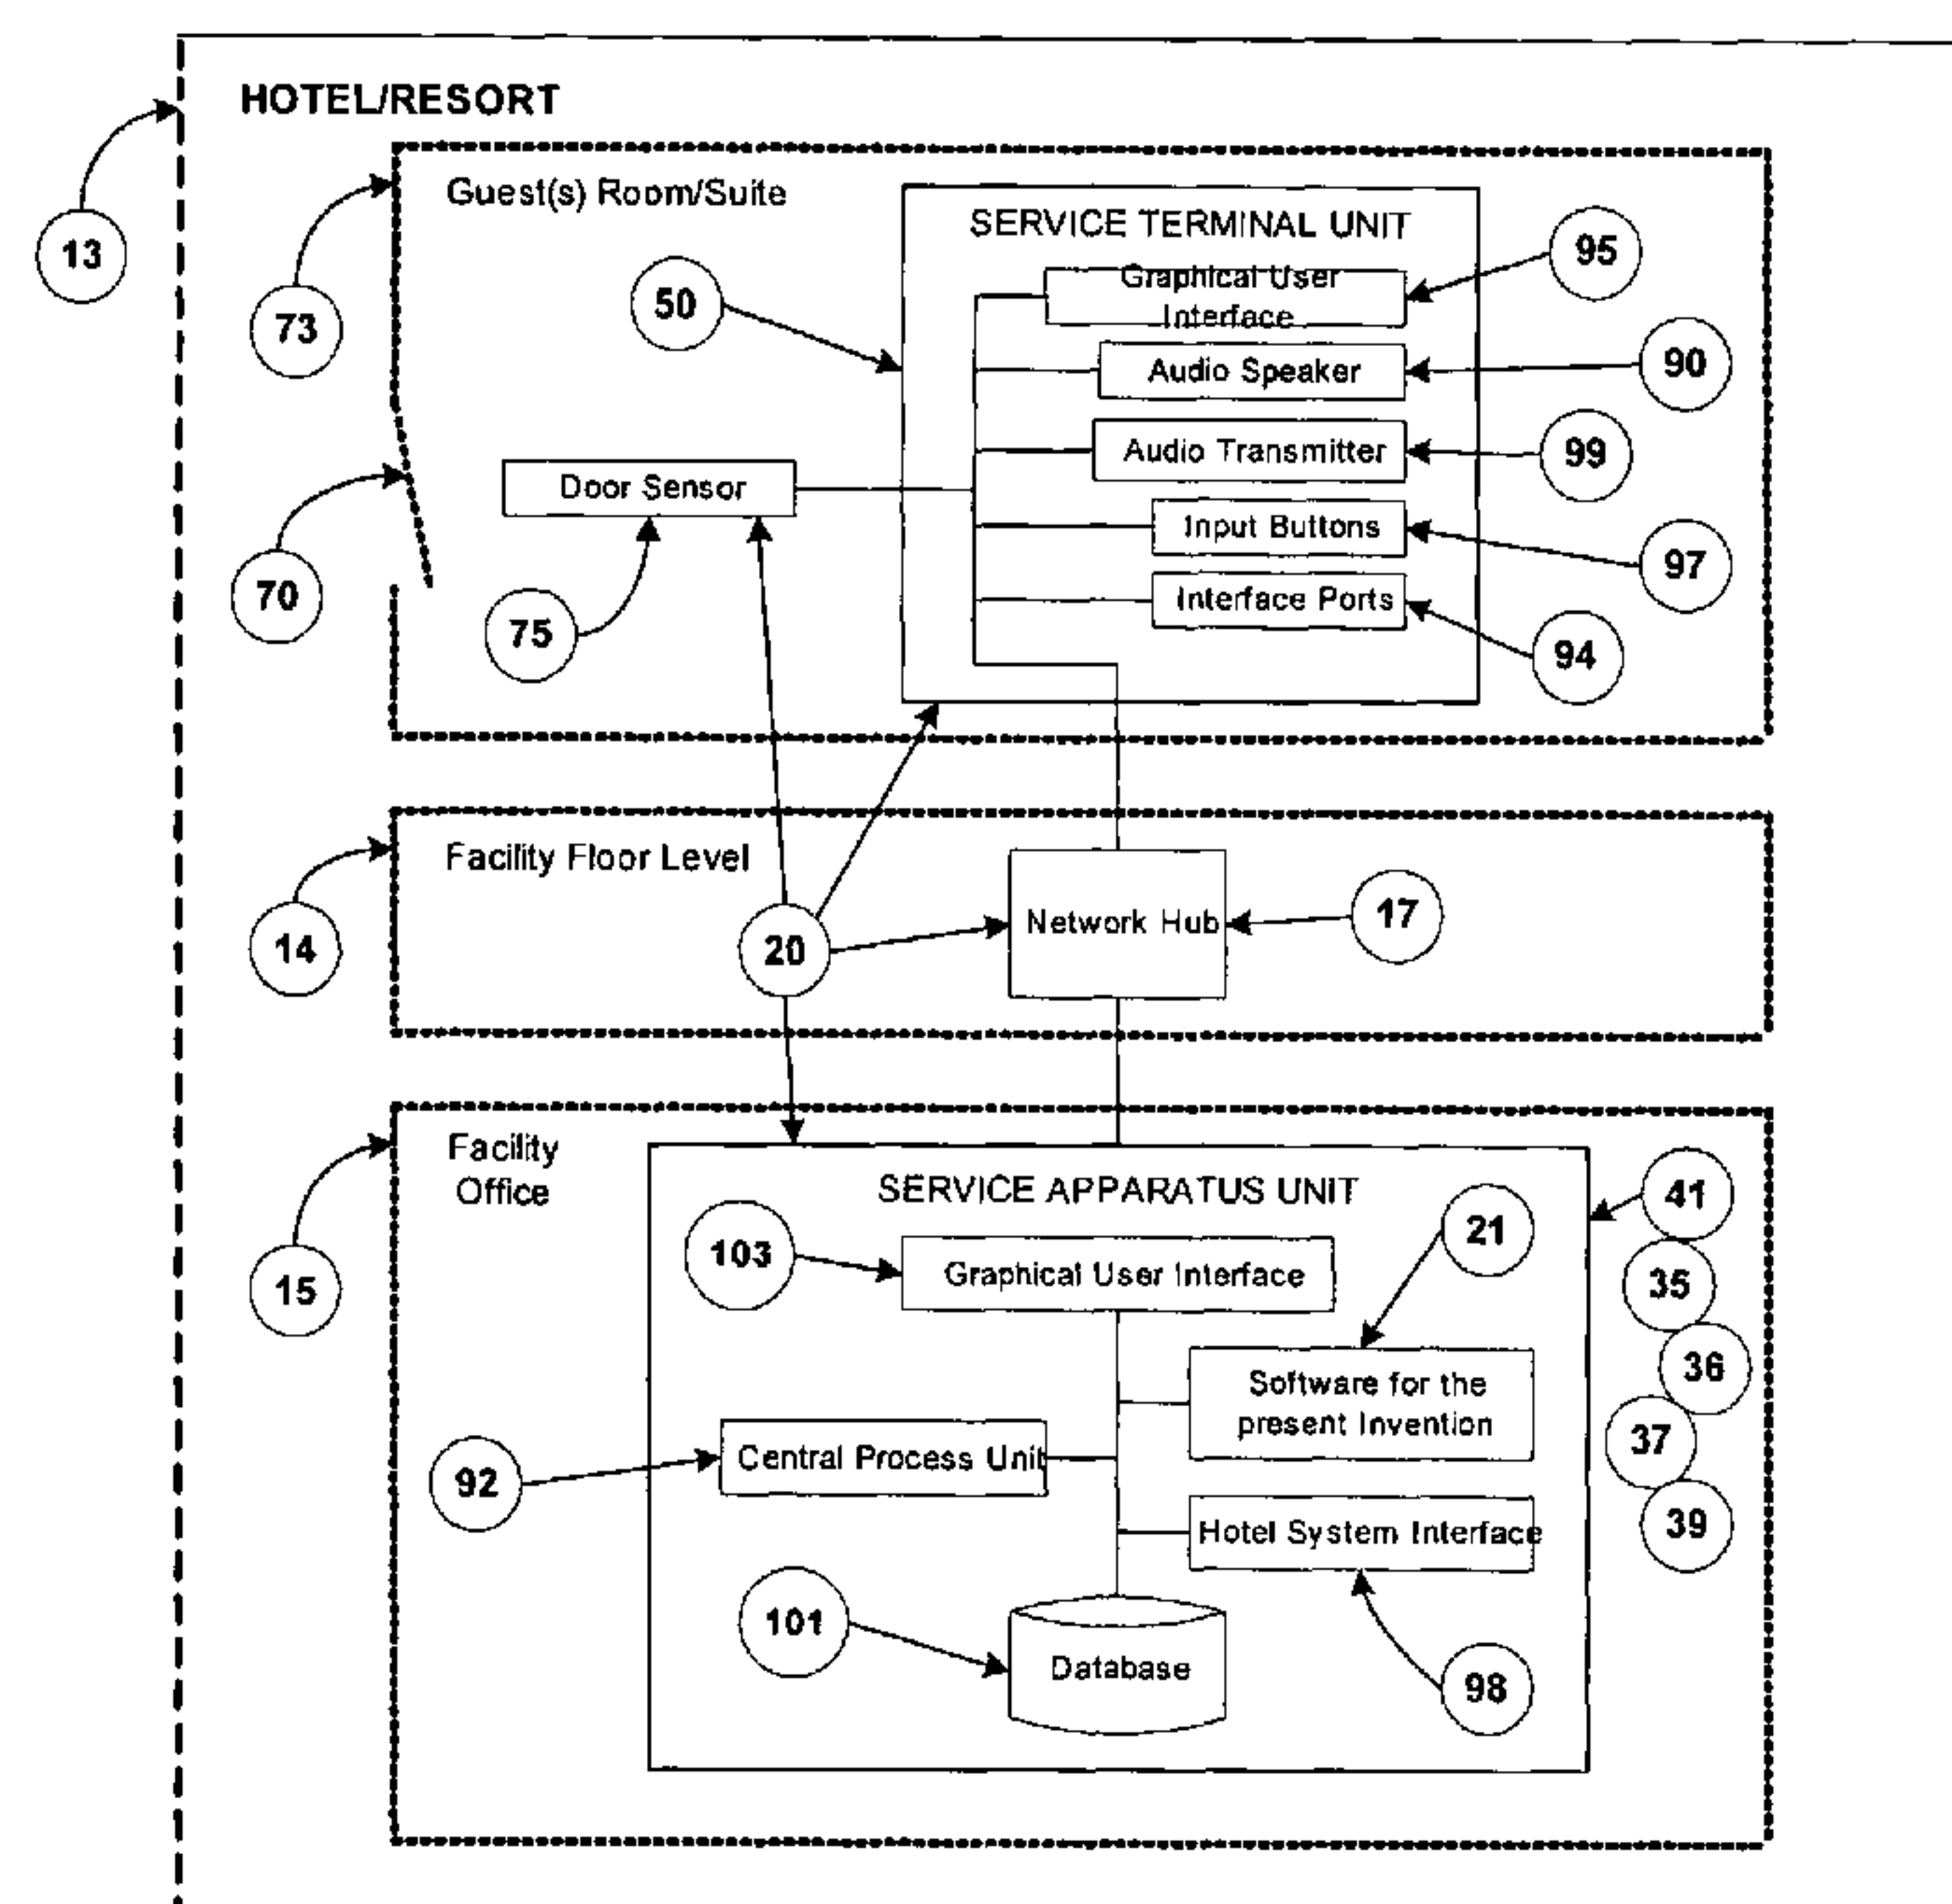 HOTEL/RESORT
13
73
Guest(s) Room/Suite
SERVICE TERMINAL UNIT
50
Graphical User
Interface
95
Audio Speaker
90
Audio Transmitter
99
Door Sensor
Input Buttons
97
70
75
Interface Ports
94
14
Facility Floor Level
20
Network Hub
17
15
Facility
Office
SERVICE APPARATUS UNIT
41
103
Graphical User Interface
21
35
Software for the
present Invention
36
92
Central Process Unit
37
Hotel System Interface
39
101
Database
98